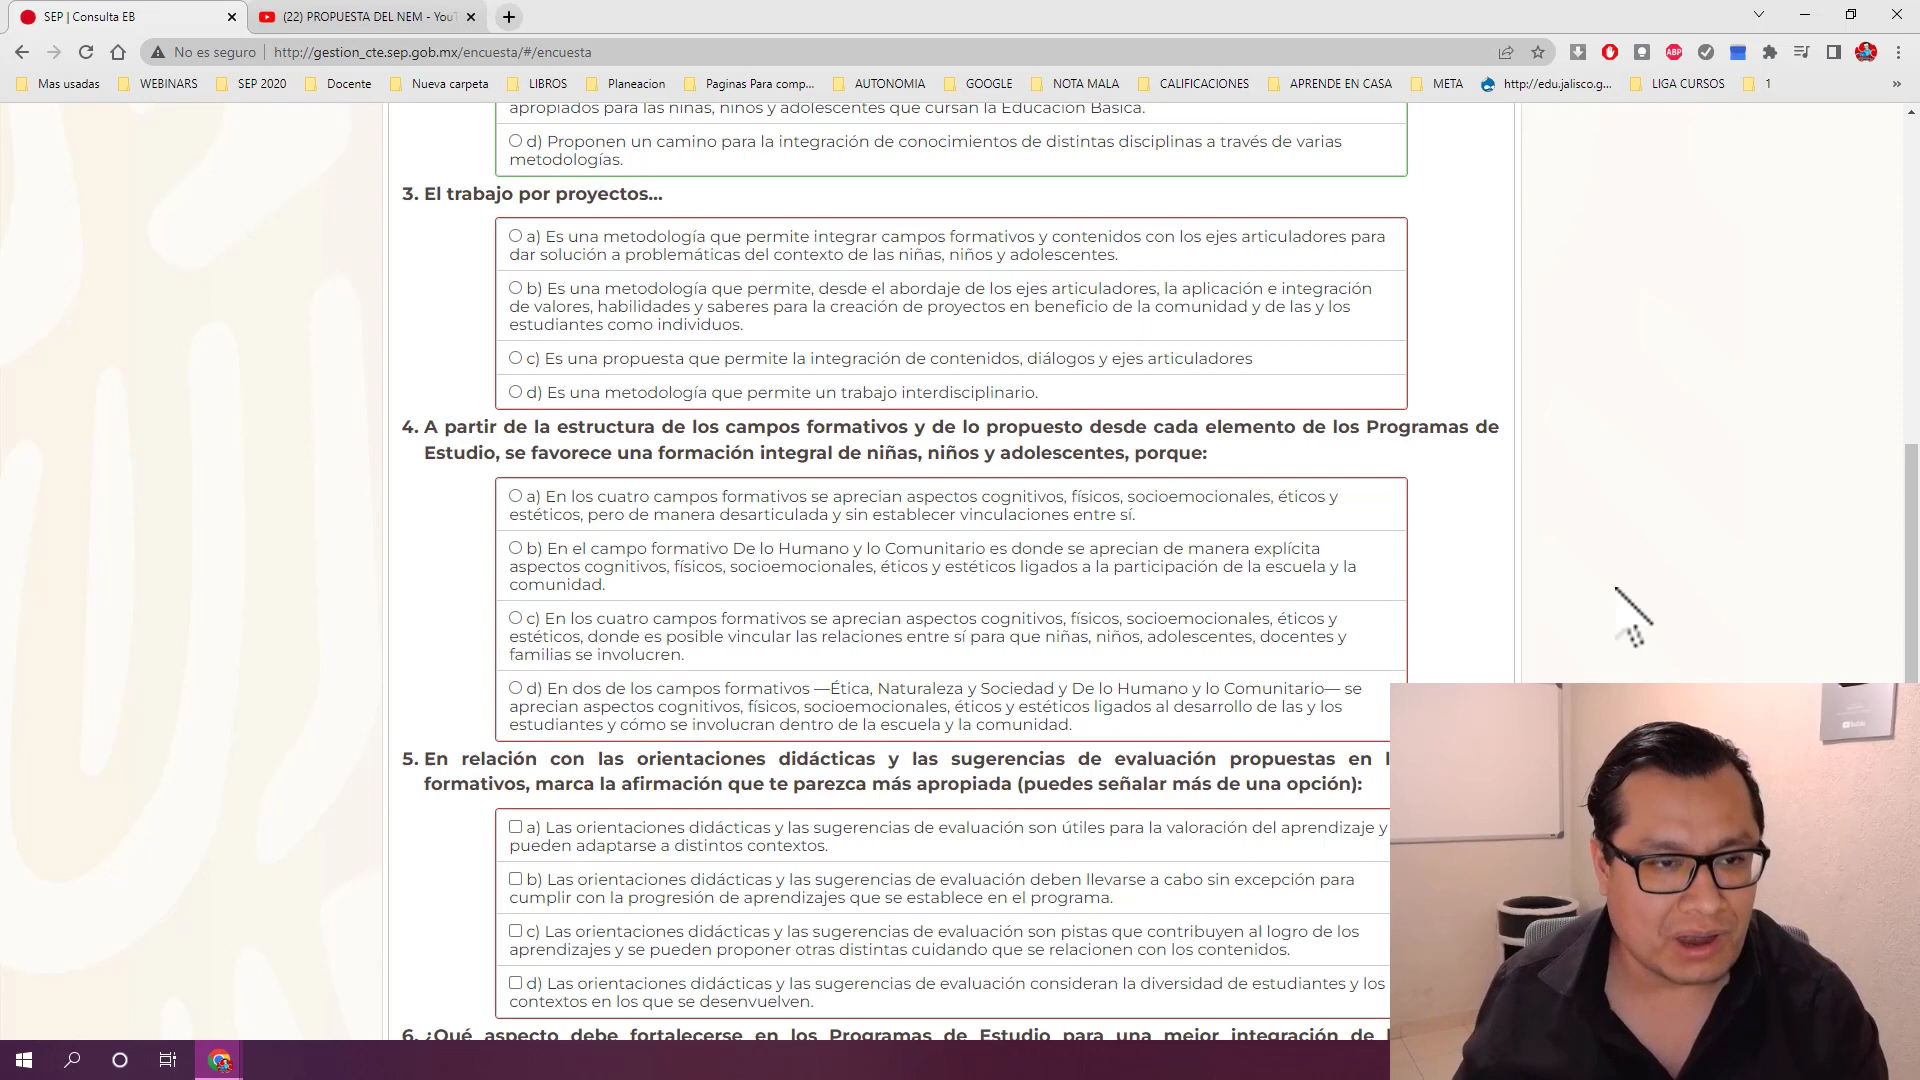 SEP | Consulta EB
(22) PROPUESTA DEL NEM - You
No es seguro
http://gestion_cte.sep.gob.mx/encuesta/#/encuesta
Mas usadas WEBINARS SEP 2020 Docente Nueva carpeta LIBROS Planeacion Paginas Para comp... AUTONOMIA GOOGLE NOTA MALA CALIFICACIONES APRENDE EN CASA META http://edu.jalisco.g... LIGA CURSOS 1 »
apropiados para las niñas, niños y adolescentes que cursan la Educación Básica.
d) Proponen un camino para la integración de conocimientos de distintas disciplinas a través de varias
metodologías.
3. El trabajo por proyectos...
a) Es una metodología que permite integrar campos formativos y contenidos con los ejes articuladores para
dar solución a problemáticas del contexto de las niñas, niños y adolescentes.
b) Es una metodología que permite, desde el abordaje de los ejes articuladores, la aplicación e integración
de valores, habilidades y saberes para la creación de proyectos en beneficio de la comunidad y de las y los
estudiantes como individuos.
c) Es una propuesta que permite la integración de contenidos, diálogos y ejes articuladores
d) Es una metodología que permite un trabajo interdisciplinario.
4. A partir de la estructura de los campos formativos y de lo propuesto desde cada elemento de los Programas de
Estudio, se favorece una formación integral de niñas, niños y adolescentes, porque:
a) En los cuatro campos formativos se aprecian aspectos cognitivos, físicos, socioemocionales, éticos y
estéticos, pero de manera desarticulada y sin establecer vinculaciones entre sí.
b) En el campo formativo De lo Humano y lo Comunitario es donde se aprecian de manera explícita
aspectos cognitivos, físicos, socioemocionales, éticos y estéticos ligados a la participación de la escuela y la
comunidad.
c) En los cuatro campos formativos se aprecian aspectos cognitivos, físicos, socioemocionales, éticos y
estéticos, donde es posible vincular las relaciones entre sí para que niñas, niños, adolescentes, docentes y
familias se involucren.
d) En dos de los campos formativos —Ética, Naturaleza y Sociedad y De lo Humano y lo Comunitario— se
aprecian aspectos cognitivos, físicos, socioemocionales, éticos y estéticos ligados al desarrollo de las y los
estudiantes y cómo se involucran dentro de la escuela y la comunidad.
5. En relación con las orientaciones didácticas y las sugerencias de evaluación propuestas en l
formativos, marca la afirmación que te parezca más apropiada (puedes señalar más de una opción):
a) Las orientaciones didácticas y las sugerencias de evaluación son útiles para la valoración del aprendizaje y
pueden adaptarse a distintos contextos.
b) Las orientaciones didácticas y las sugerencias de evaluación deben llevarse a cabo sin excepción para
cumplir con la progresión de aprendizajes que se establece en el programa.
c) Las orientaciones didácticas y las sugerencias de evaluación son pistas que contribuyen al logro de los
aprendizajes y se pueden proponer otras distintas cuidando que se relacionen con los contenidos.
d) Las orientaciones didácticas y las sugerencias de evaluación consideran la diversidad de estudiantes y los
contextos en los que se desenvuelven.
6. ¿Qué aspecto debe fortalecerse en los Programas de Estudio para una mejor integración de l